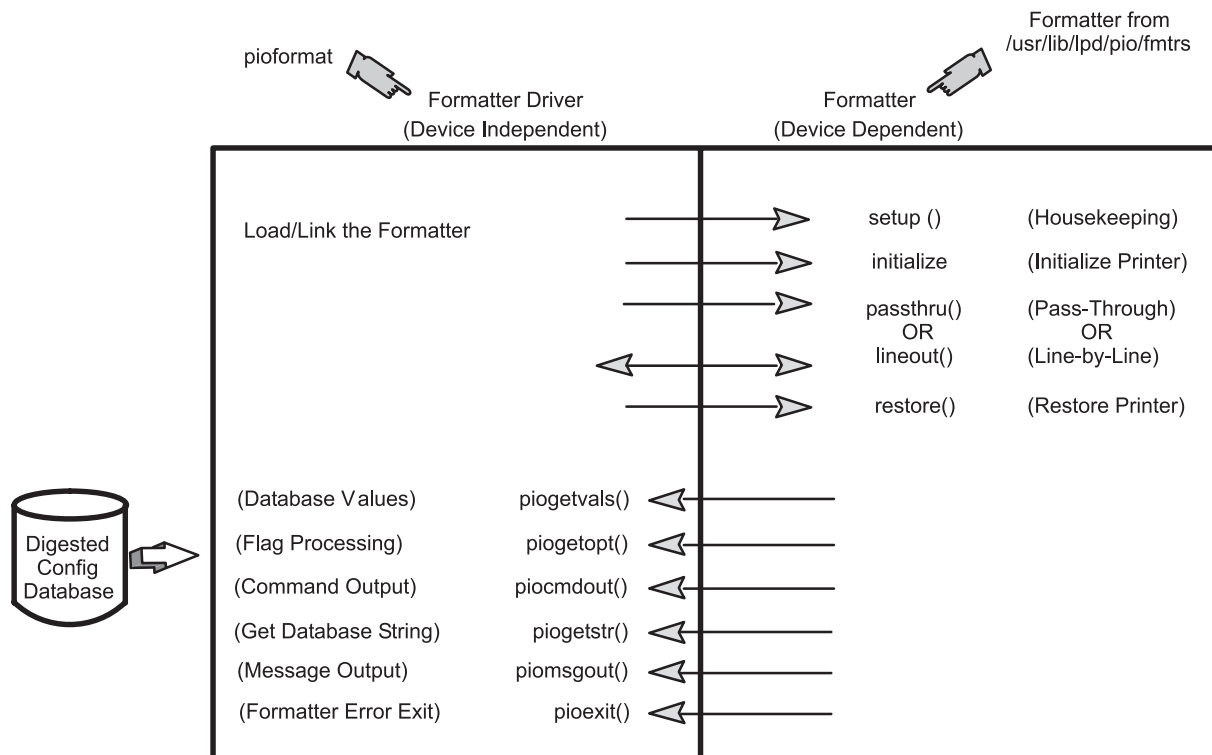 pioformat
Formatter from
/usr/lib/lpd/pio/fmtrs
Formatter Driver
(Device Independent)
Formatter
(Device Dependent)
Load/Link the Formatter
setup () (Housekeeping)
initialize (Initialize Printer)
passthru() (Pass-Through)
OR OR
lineout() (Line-by-Line)
restore() (Restore Printer)
Digested
Config
Database
(Database Values) piogetvals()
(Flag Processing) piogetopt()
(Command Output) piocmdout()
(Get Database String) piogetstr()
(Message Output) piomsgout()
(Formatter Error Exit) pioexit()